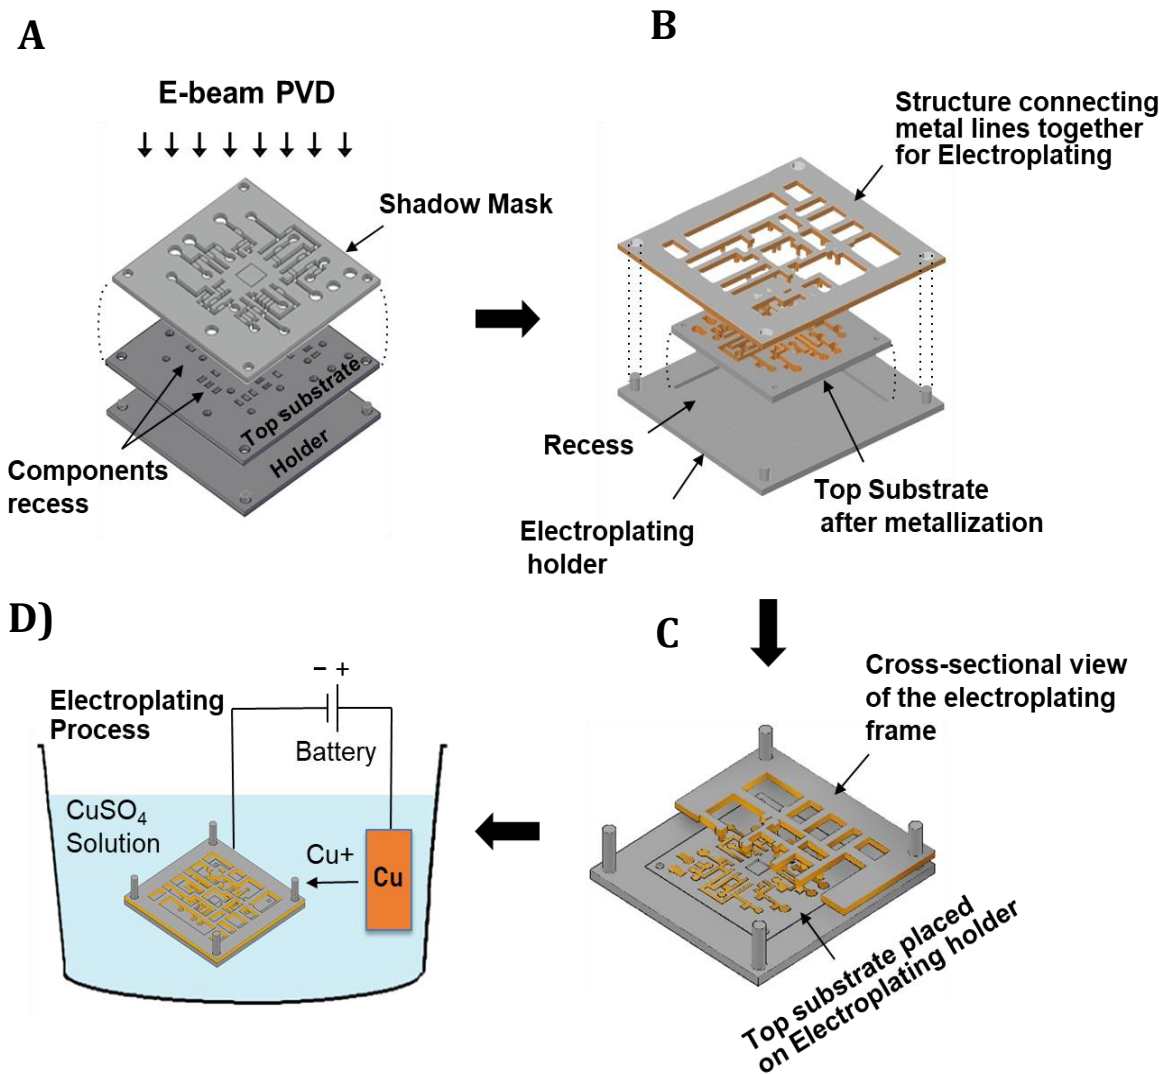 A
E-beam PVD
Shadow Mask
Top substrate
Holder
Components
recess
B
Structure connecting
metal lines together
for Electroplating
Recess
Top Substrate
after metallization
Electroplating
holder
C
Cross-sectional view
of the electroplating
frame
Top substrate placed
on Electroplating holder
D)
Electroplating
Process
– +
Battery
CuSO4
Solution
Cu+
Cu